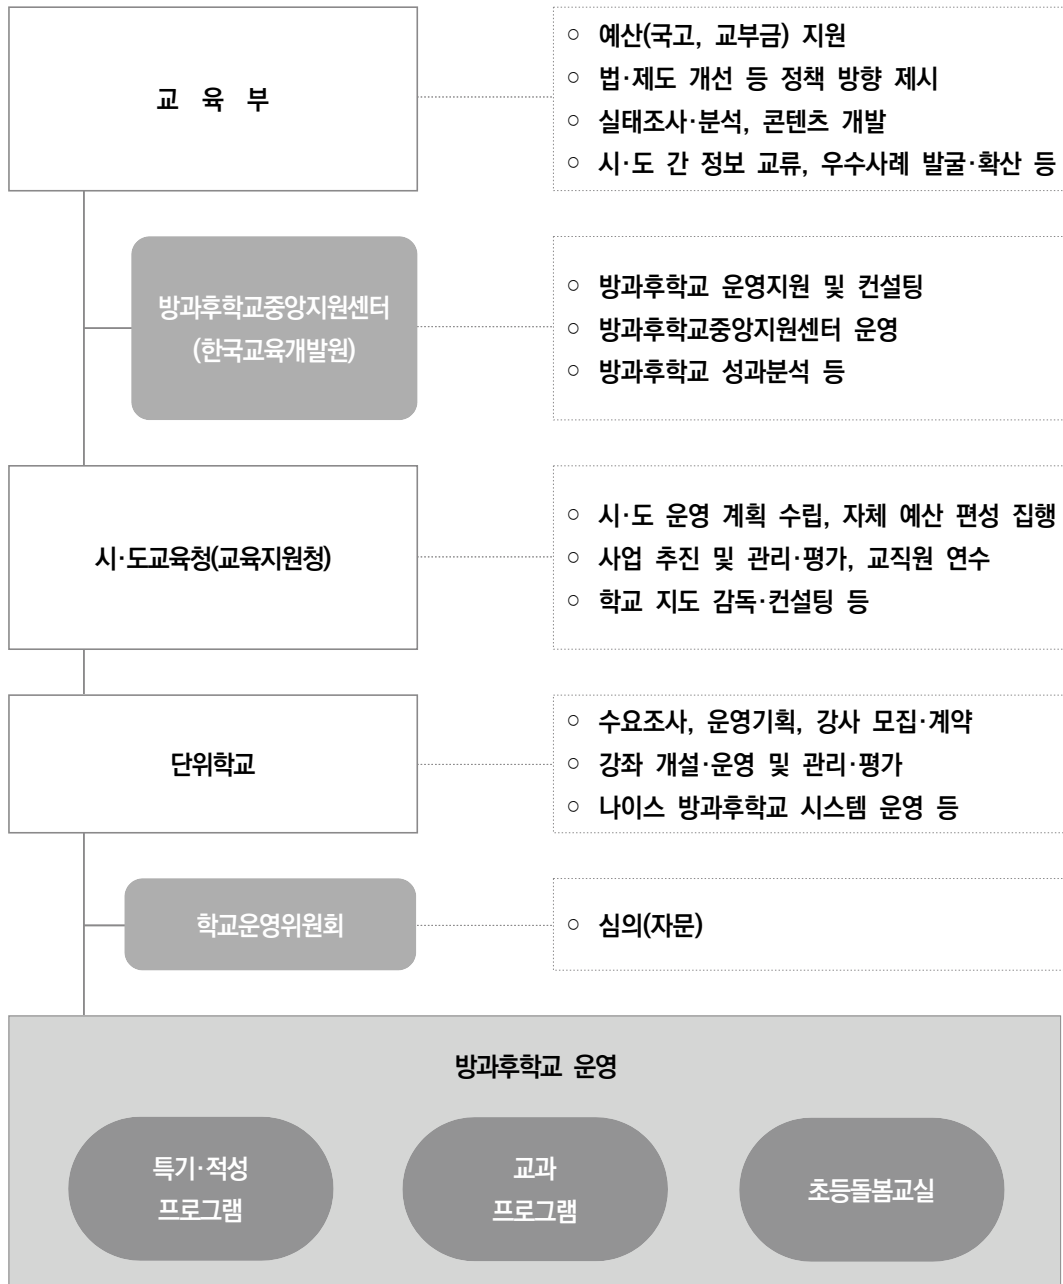 교 육 부
○ 예산(국고, 교부금) 지원
○ 법·제도 개선 등 정책 방향 제시
○ 실태조사·분석, 콘텐츠 개발
○ 시·도 간 정보 교류, 우수사례 발굴·확산 등
방과후학교중앙지원센터
(한국교육개발원)
○ 방과후학교 운영지원 및 컨설팅
○ 방과후학교중앙지원센터 운영
○ 방과후학교 성과분석 등
시·도교육청(교육지원청)
○ 시·도 운영 계획 수립, 자체 예산 편성 집행
○ 사업 추진 및 관리·평가, 교직원 연수
○ 학교 지도 감독·컨설팅 등
단위학교
○ 수요조사, 운영기획, 강사 모집·계약
○ 강좌 개설·운영 및 관리·평가
○ 나이스 방과후학교 시스템 운영 등
학교운영위원회
○ 심의(자문)
방과후학교 운영
특기·적성
프로그램
교과
프로그램
초등돌봄교실